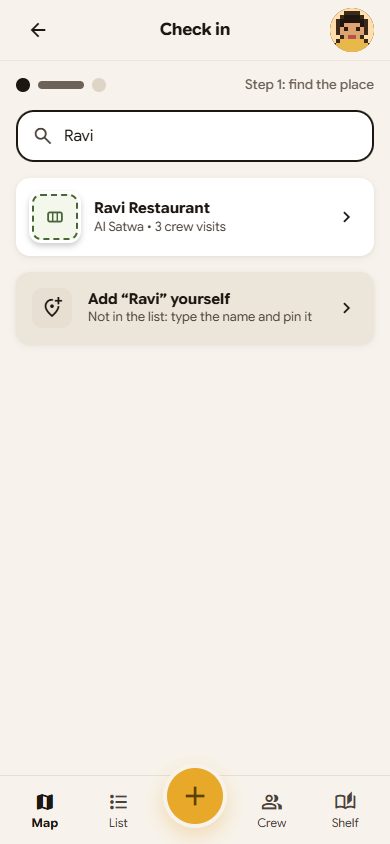 Check in
Step 1: find the place
Ravi
Ravi Restaurant
Al Satwa • 3 crew visits
Add “Ravi” yourself
Not in the list: type the name and pin it
Map
List
Crew
Shelf